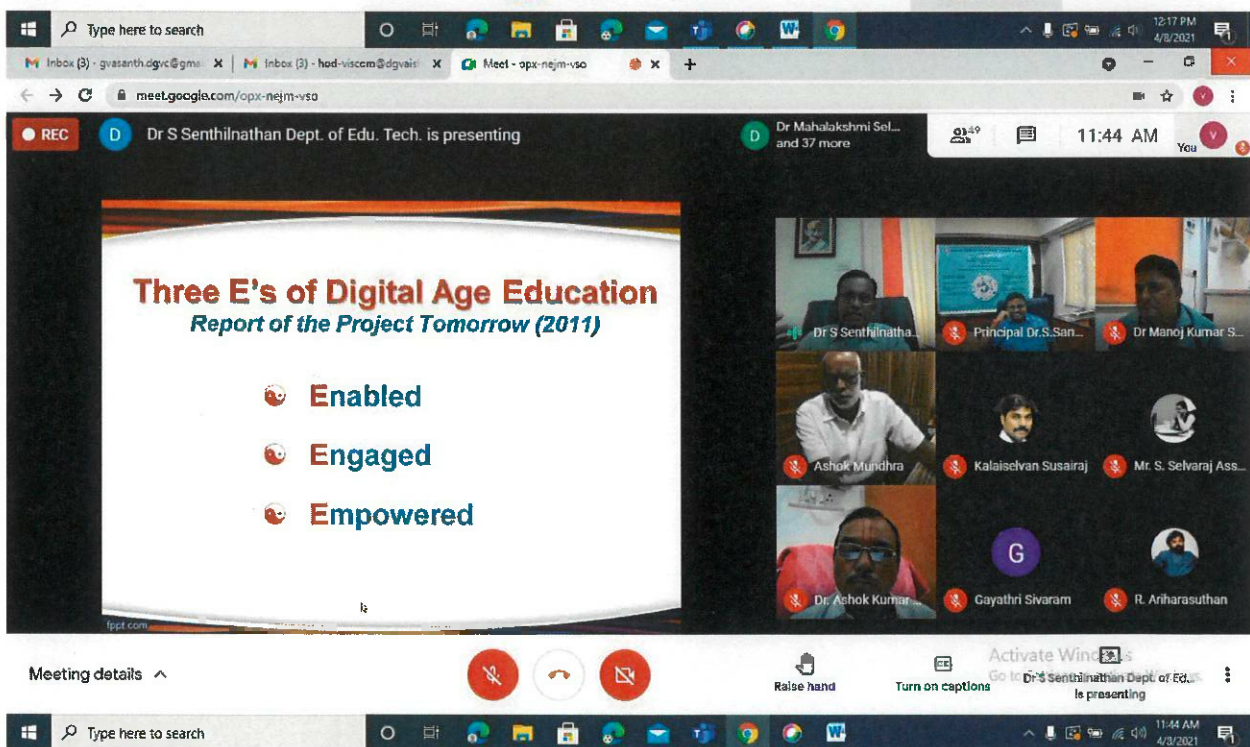 Type here to search
12:17 PM
4/8/2021
Inbox (3) - gvasanth.dgvc@gma
Inbox (3) - hod-viscom@dgvaish
Meet - opx-nejm-vso
meet.google.com/opx-nejm-vso
REC
D
Dr S Senthilnathan Dept. of Edu. Tech. is presenting
D
Dr Mahalakshmi Sel...
and 37 more
49
11:44 AM
You
V
Three E's of Digital Age Education
Report of the Project Tomorrow (2011)
Enabled
Engaged
Empowered
fppt.com
Dr S Senthilnatha...
Principal Dr.S.San...
Dr Manoj Kumar S...
Ashok Mundhra
Kalaiselvan Susairaj
Mr. S. Selvaraj Ass...
Dr. Ashok Kumar ...
G
Gayathri Sivaram
R. Ariharasuthan
Meeting details
Raise hand
Turn on captions
Activate Windows
Go to
Dr S Senthilnathan Dept. of Ed...
is presenting
Type here to search
11:44 AM
4/3/2021